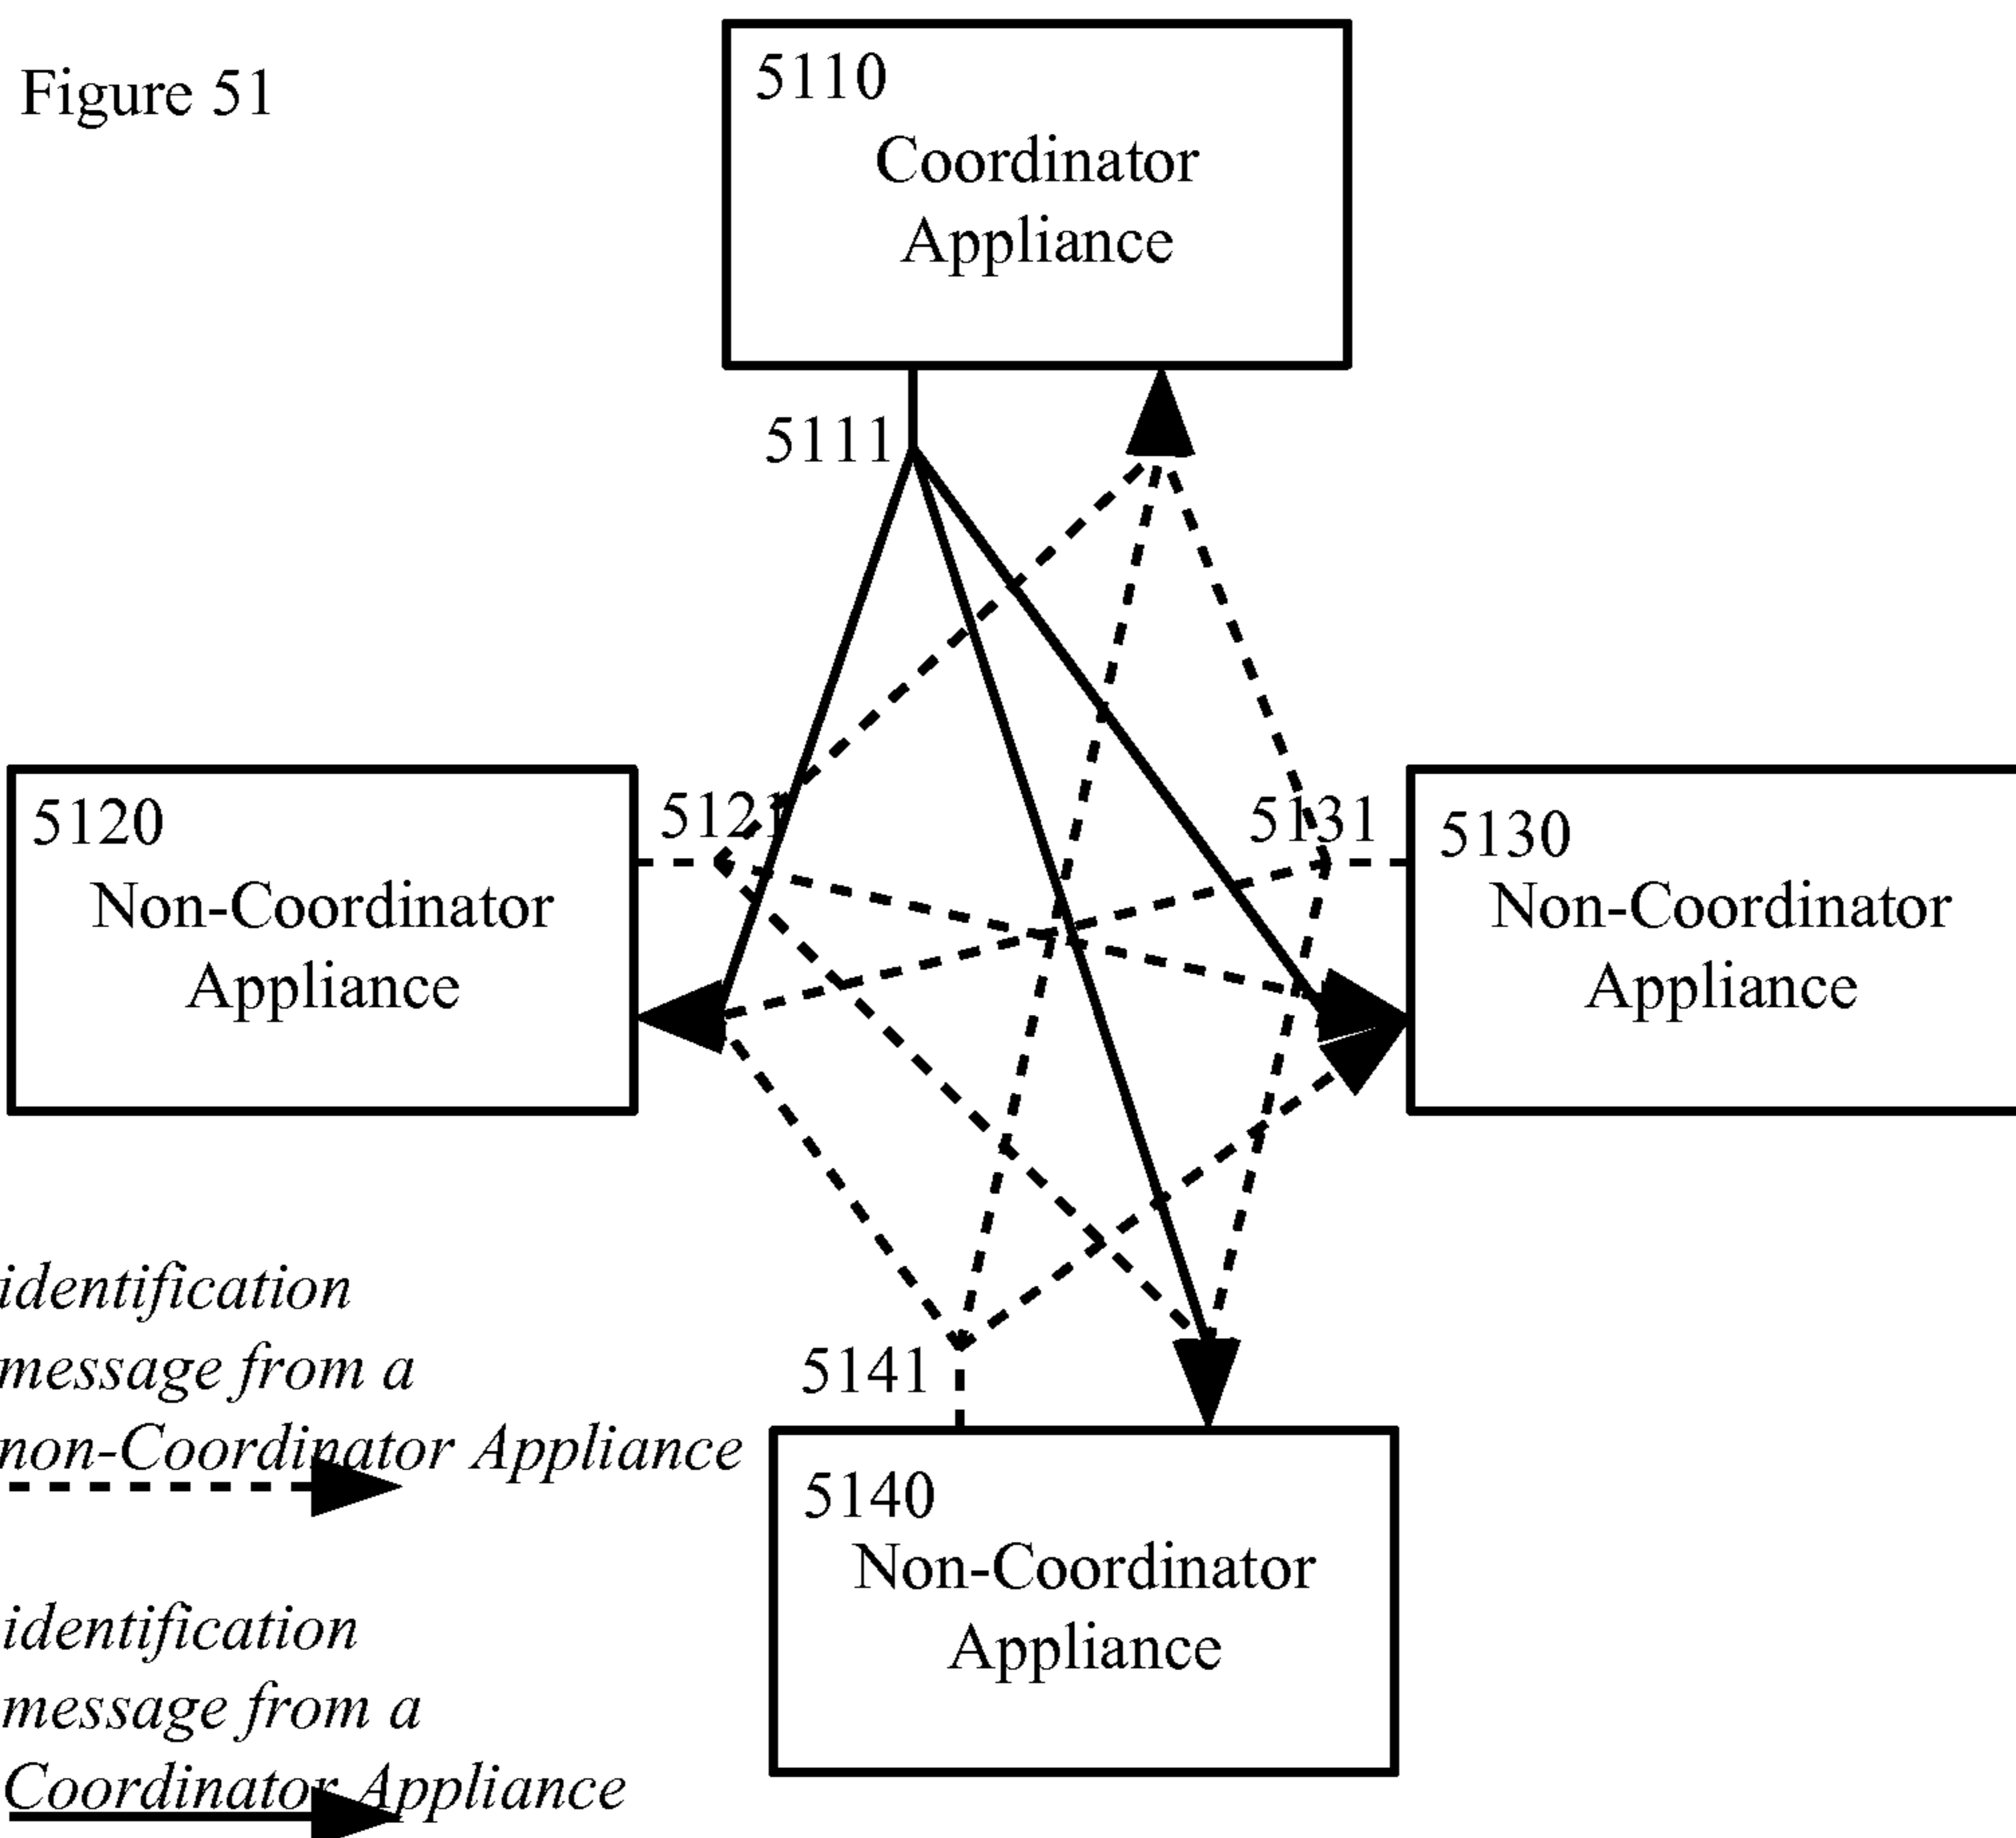 Figure 51
5110
Coordinator
Appliance
5111
5120
Non-Coordinator
Appliance
5121
5131
5130
Non-Coordinator
Appliance
identification
message from a
non-Coordinator Appliance
5141
5140
Non-Coordinator
Appliance
identification
message from a
Coordinator Appliance